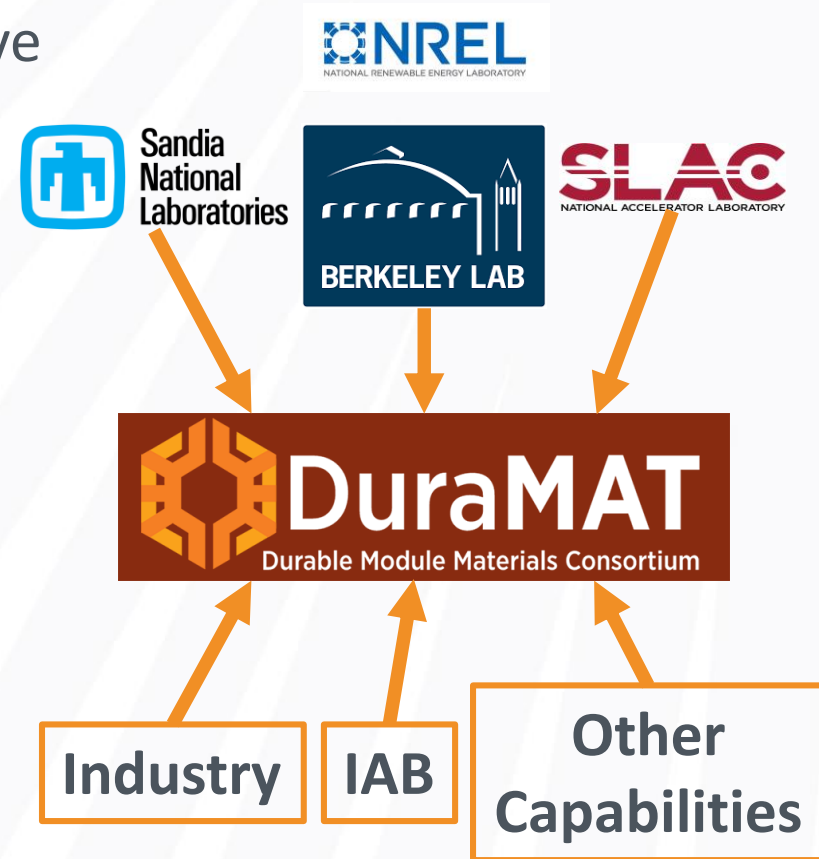 ve
NREL
NATIONAL RENEWABLE ENERGY LABORATORY
Sandia
National
Laboratories
BERKELEY LAB
SLAC
NATIONAL ACCELERATOR LABORATORY
DuraMAT
Durable Module Materials Consortium
Industry
IAB
Other
Capabilities